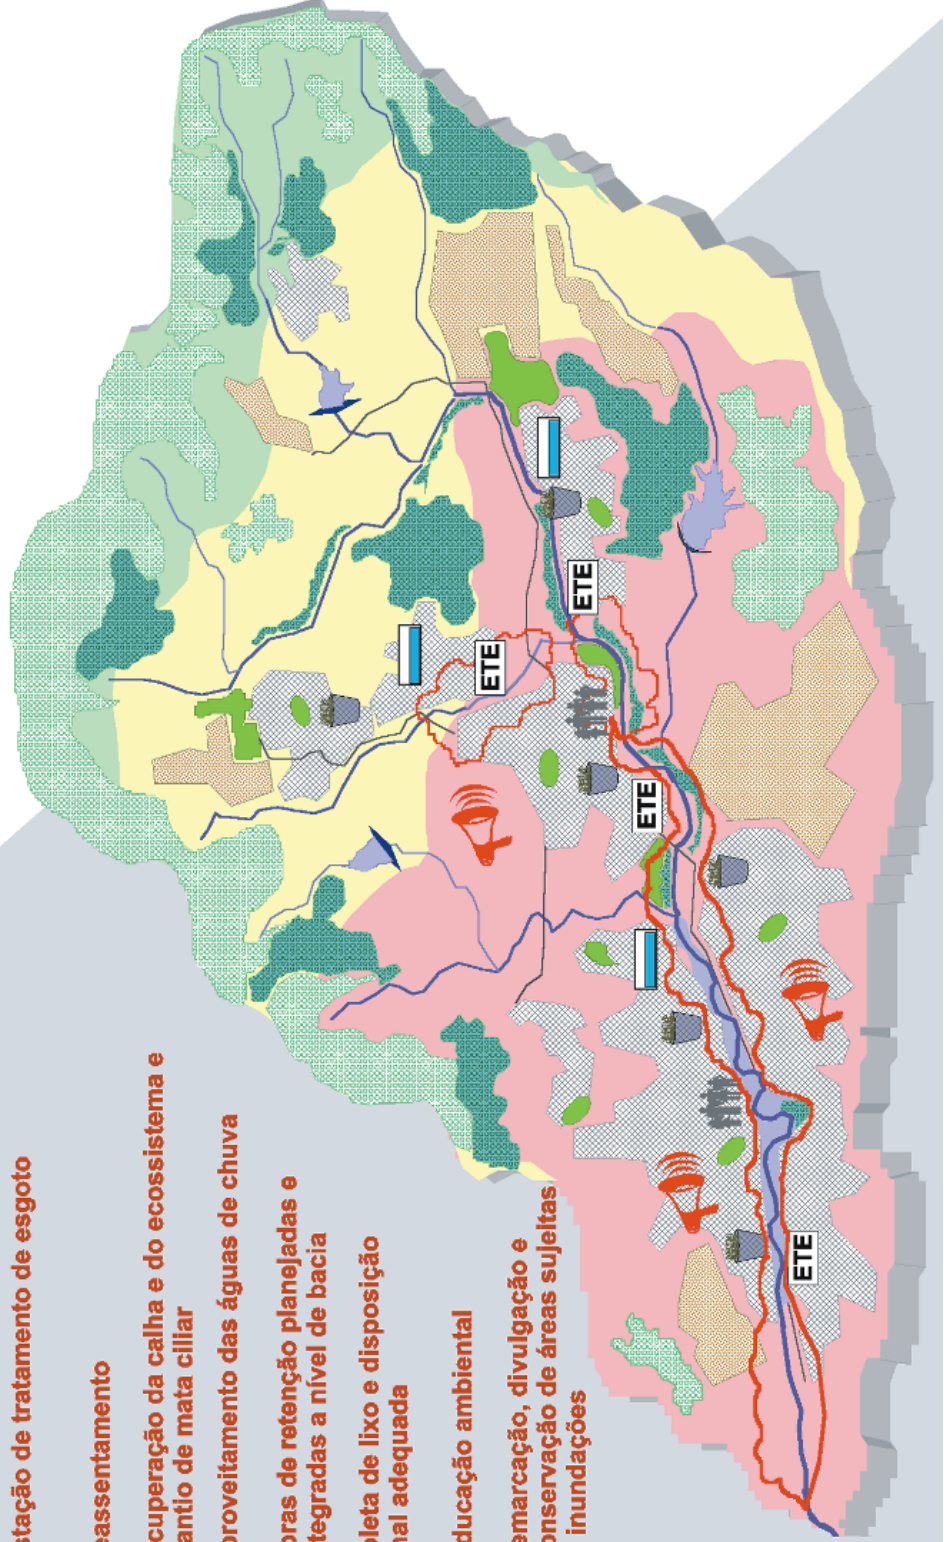 stação de tratamento de esgoto
eassentamento
cuperação da calha e do ecossistema e
antio de mata ciliar
proveitamento das águas de chuva
bras de retenção planejadas e
tegradas a nível de bacia
oleta de lixo e disposição
nal adequada
ducação ambiental
emarcação, divulgação e
onservação de áreas sujeitas
inundações
ETE
ETE
ETE
ETE